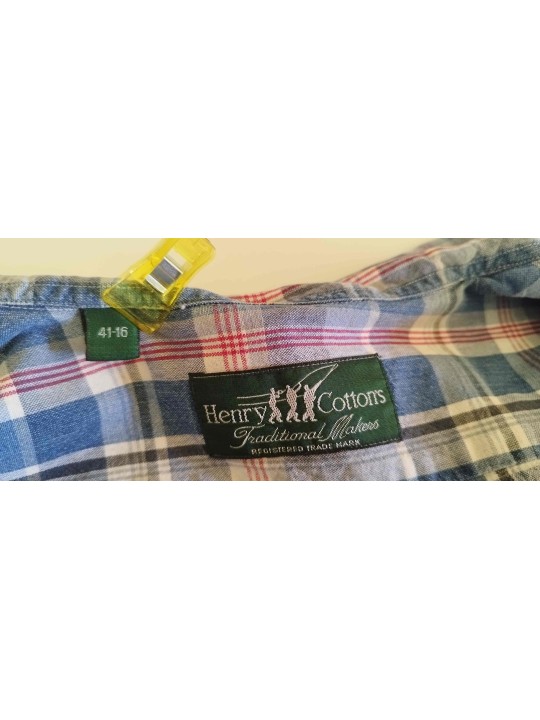 41-16
Henry Cottons
Traditional Makers
REGISTERED TRADE MARK